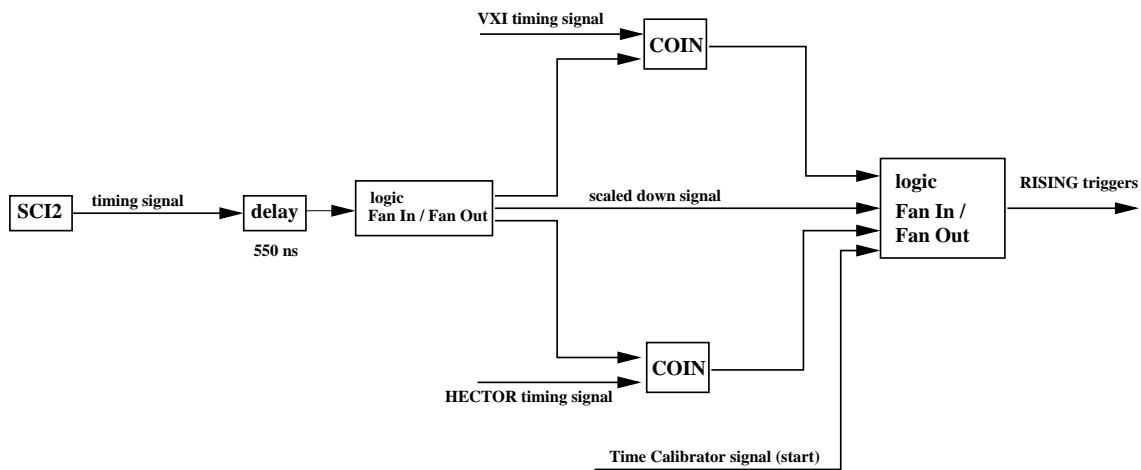 VXI timing signal
COIN
SCI2
timing signal
delay
550 ns
logic
Fan In / Fan Out
scaled down signal
logic
Fan In /
Fan Out
RISING triggers
COIN
HECTOR timing signal
Time Calibrator signal (start)